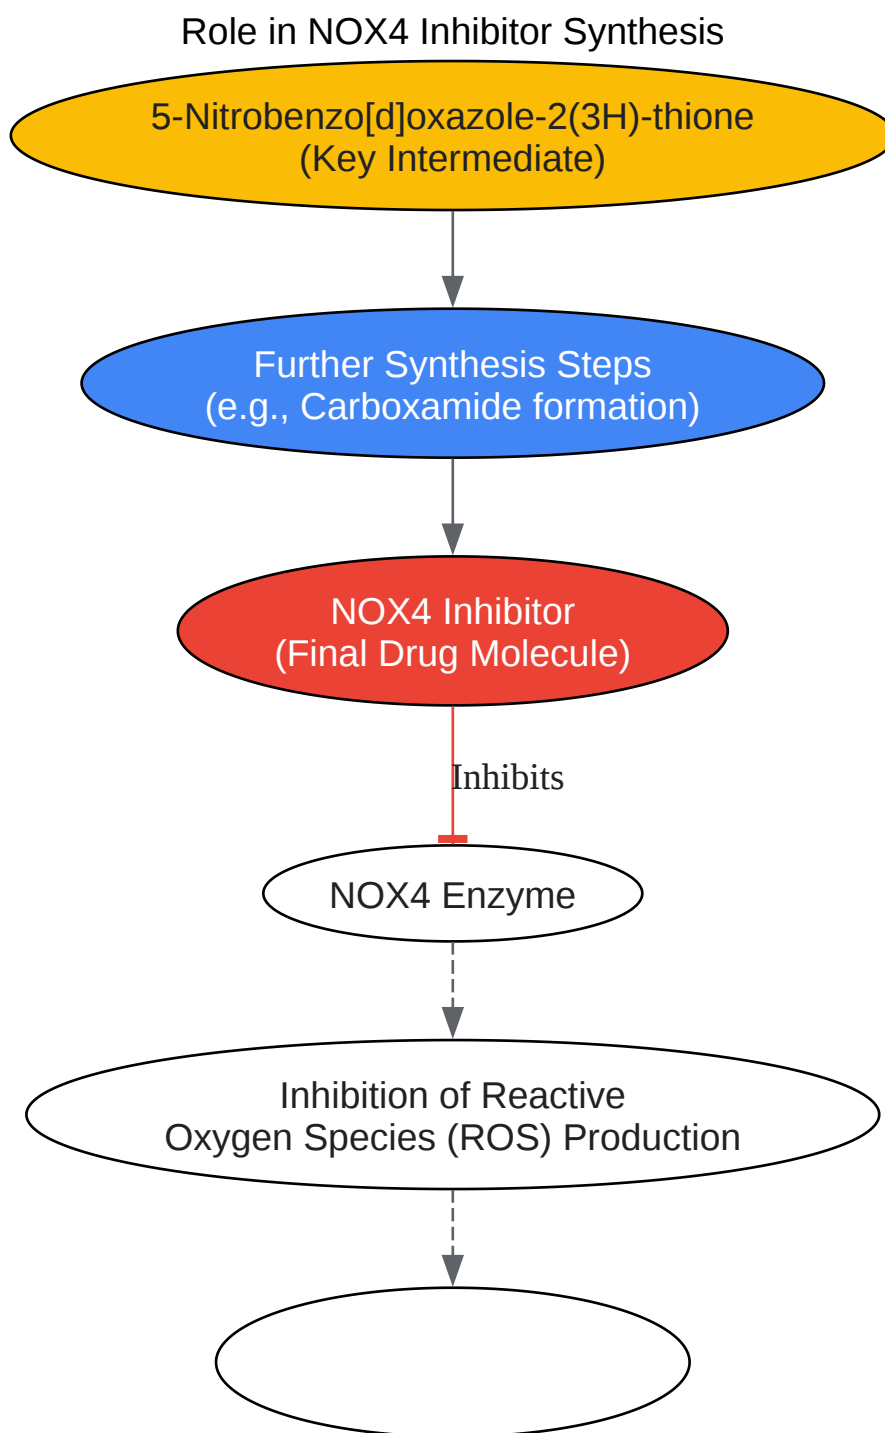 Role in NOX4 Inhibitor Synthesis
5-Nitrobenzo[d]oxazole-2(3H)-thione
(Key Intermediate)
Further Synthesis Steps
(e.g., Carboxamide formation)
NOX4 Inhibitor
(Final Drug Molecule)
Inhibits
NOX4 Enzyme
Inhibition of Reactive
Oxygen Species (ROS) Production